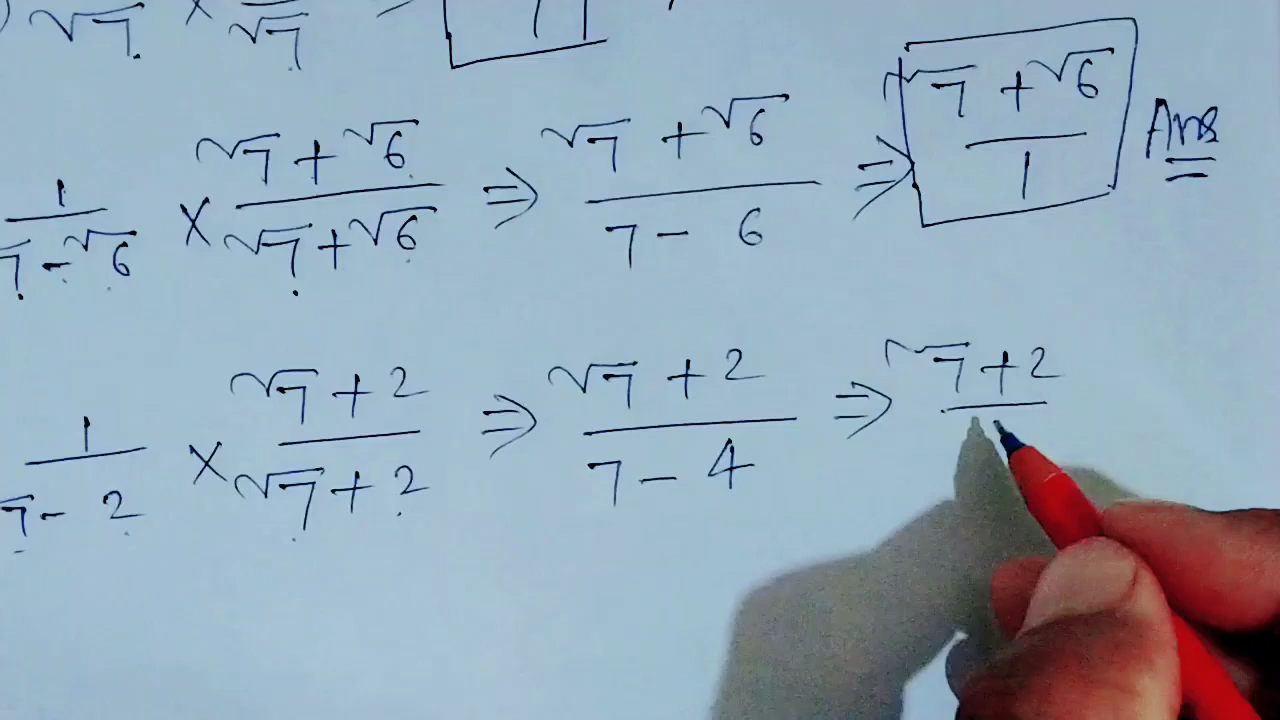 ) √7 × √7
1/7-√6 × √7+√6/√7+√6 ⇒ √7+√6/7-6 ⇒ √7+√6/1 Ans
1/7-2 × √7+2/√7+2 ⇒ √7+2/7-4 ⇒ √7+2